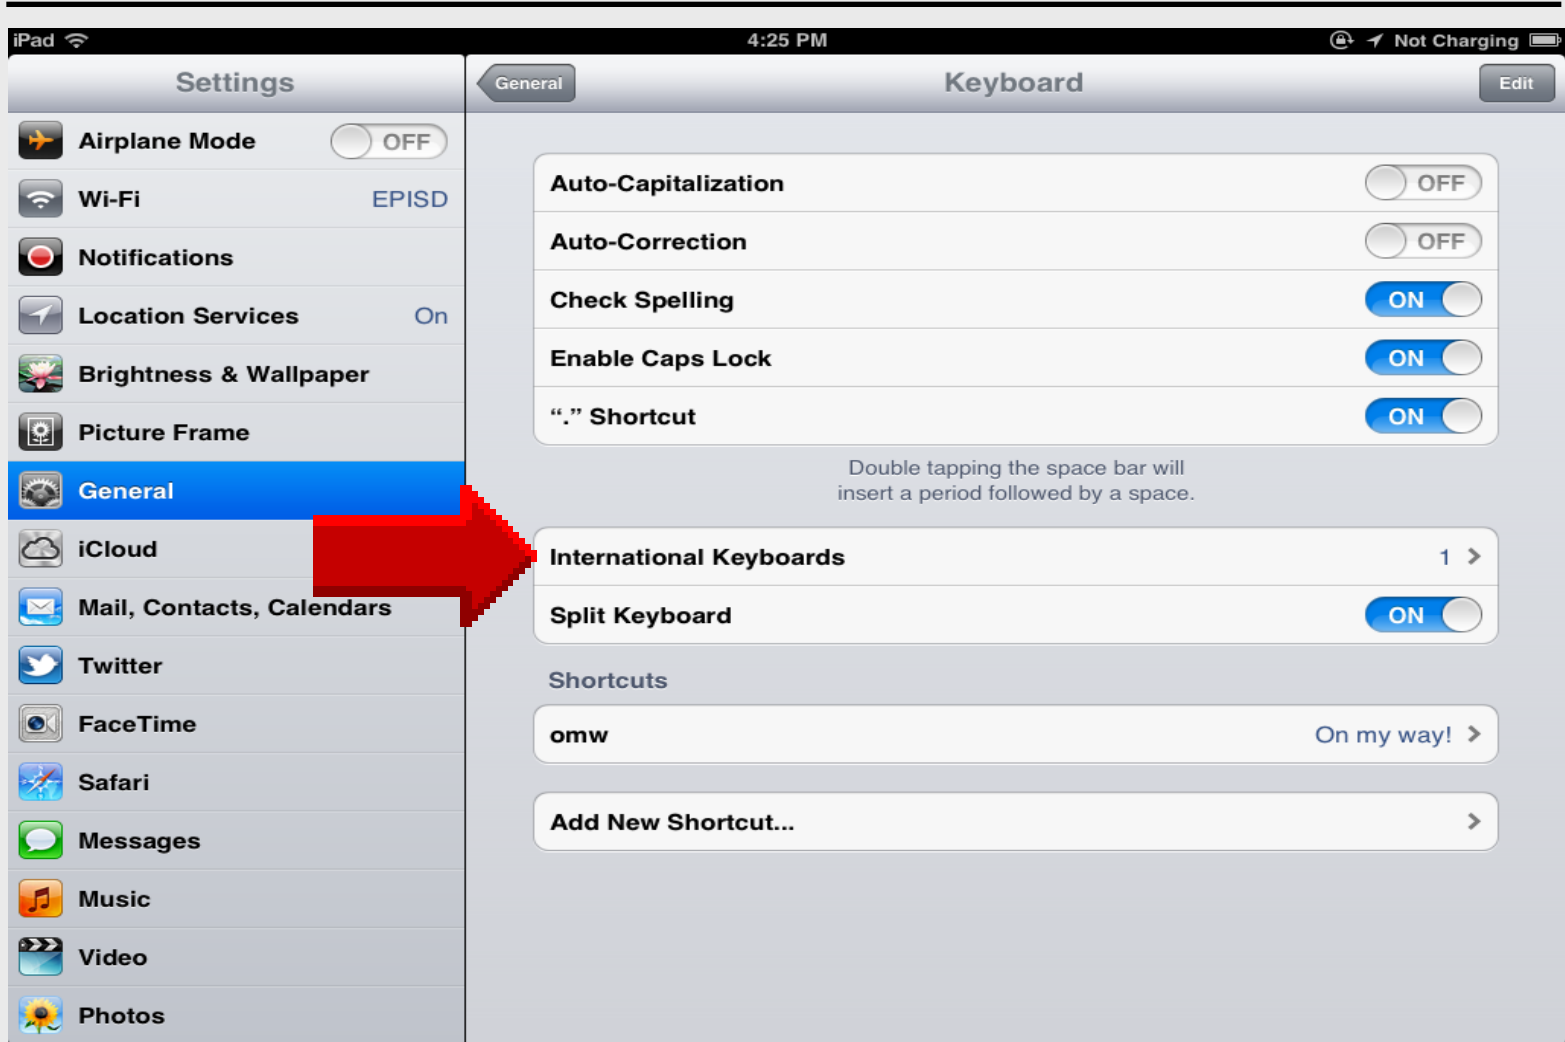 iPad 4:25 PM Not Charging
Settings
Airplane Mode OFF
Wi-Fi EPISD
Notifications
Location Services On
Brightness & Wallpaper
Picture Frame
General
iCloud
Mail, Contacts, Calendars
Twitter
FaceTime
Safari
Messages
Music
Video
Photos
General Keyboard Edit
Auto-Capitalization OFF
Auto-Correction OFF
Check Spelling ON
Enable Caps Lock ON
“.” Shortcut ON
Double tapping the space bar will
insert a period followed by a space.
International Keyboards 1
Split Keyboard ON
Shortcuts
omw On my way!
Add New Shortcut...